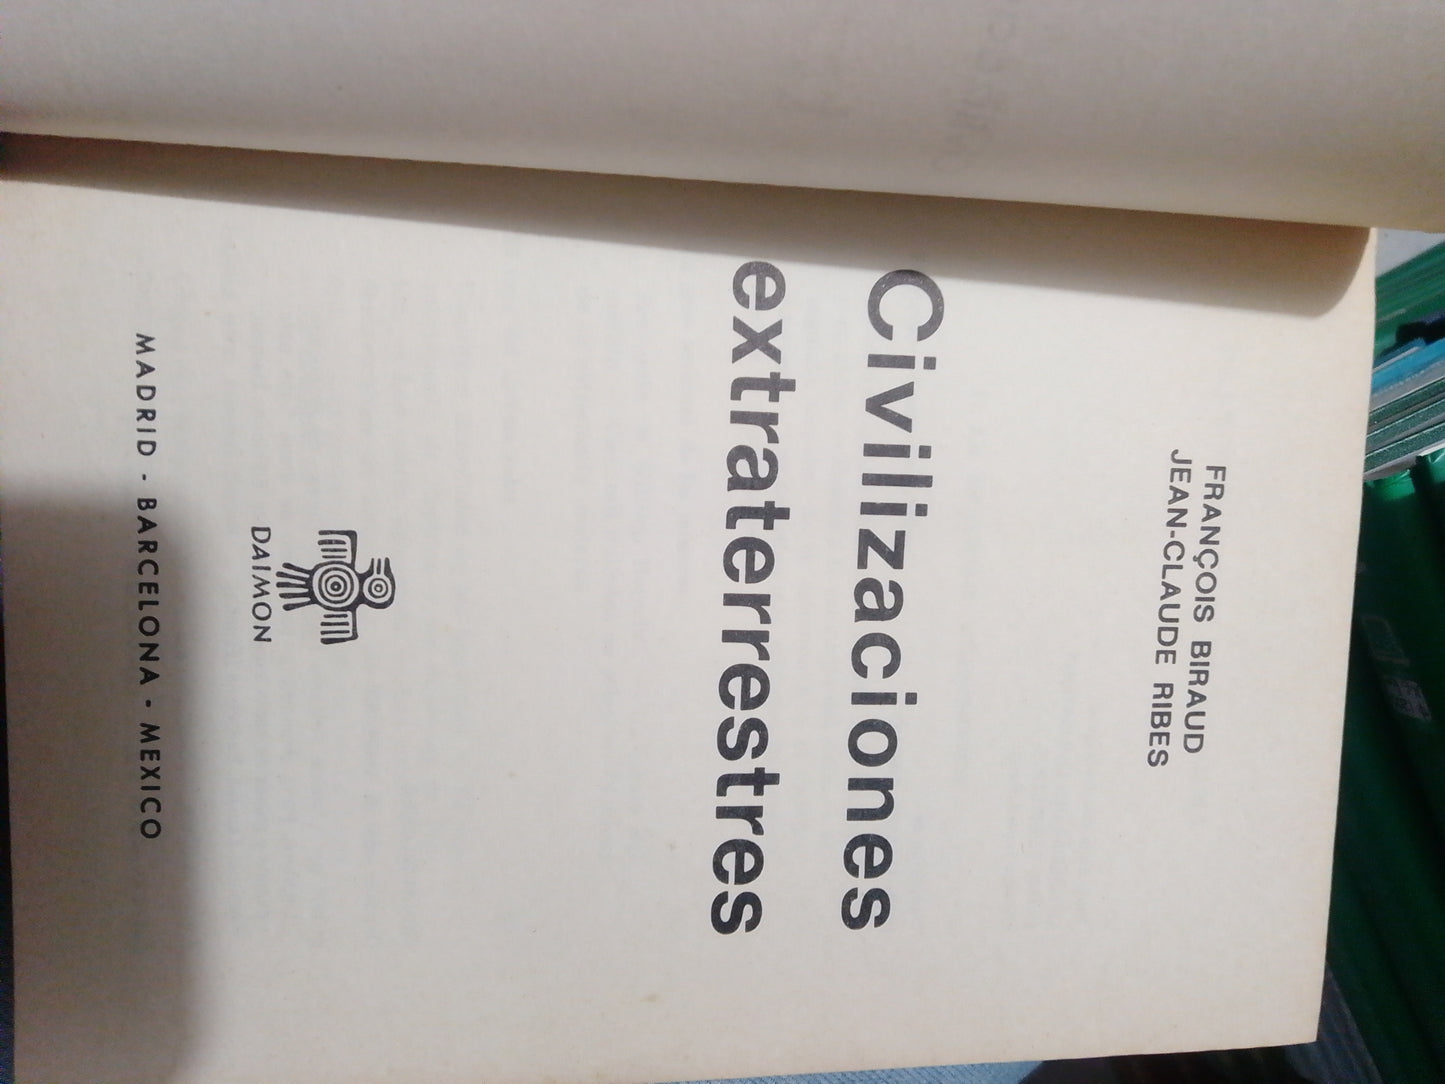 FRANÇOIS BIRAUD
JEAN-CLAUDE RIBES
Civilizaciones
extraterrestres
DAIMON
MADRID - BARCELONA - MEXICO